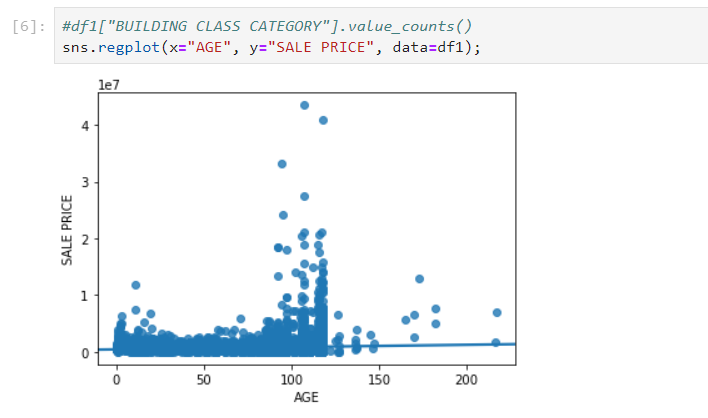 [6]: #df1["BUILDING CLASS CATEGORY"].value_counts()
sns.regplot(x="AGE", y="SALE PRICE", data=df1);
1e7
4
3
2
1
0
SALE PRICE
0 50 100 150 200
AGE